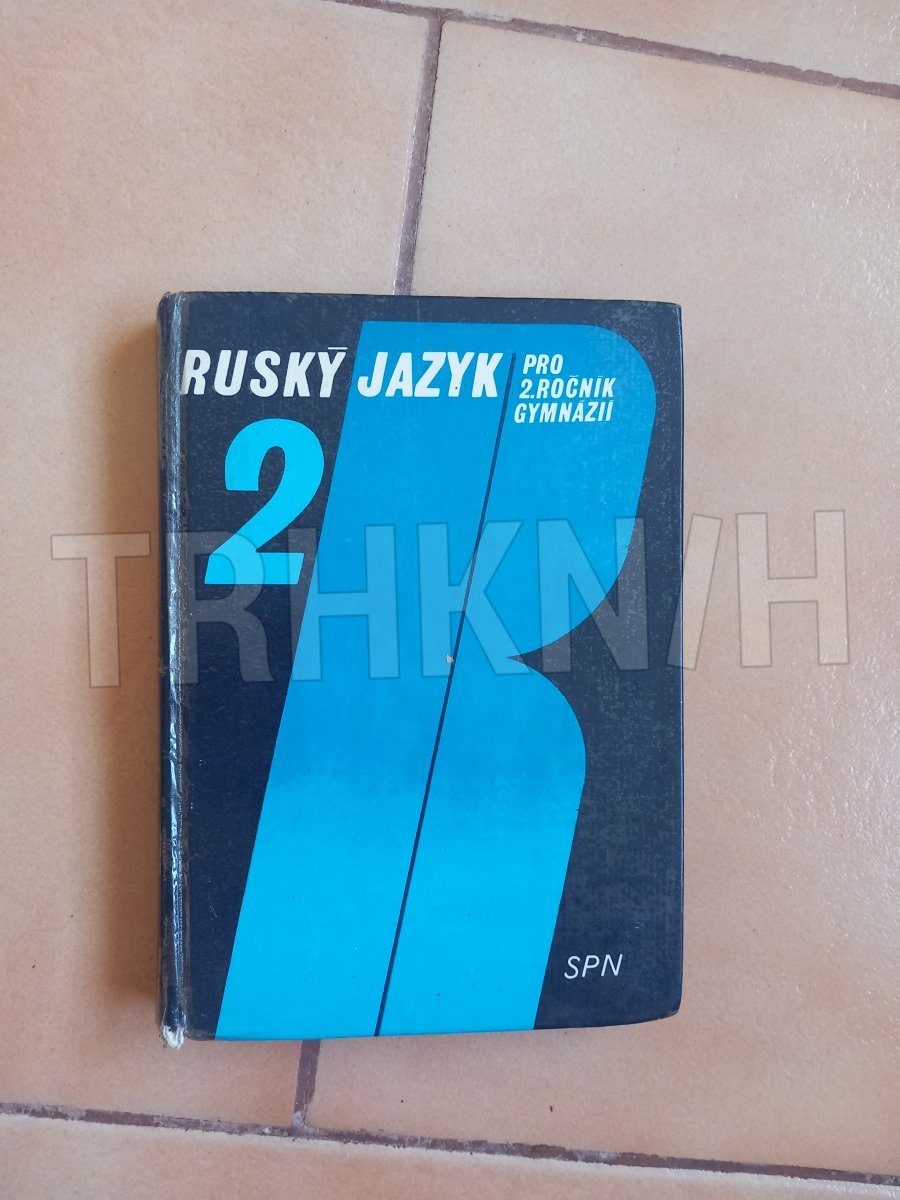 RUSKÝ JAZYK
PRO
2. ROČNÍK
GYMNÁZIÍ
2
TRHKNIH
SPN